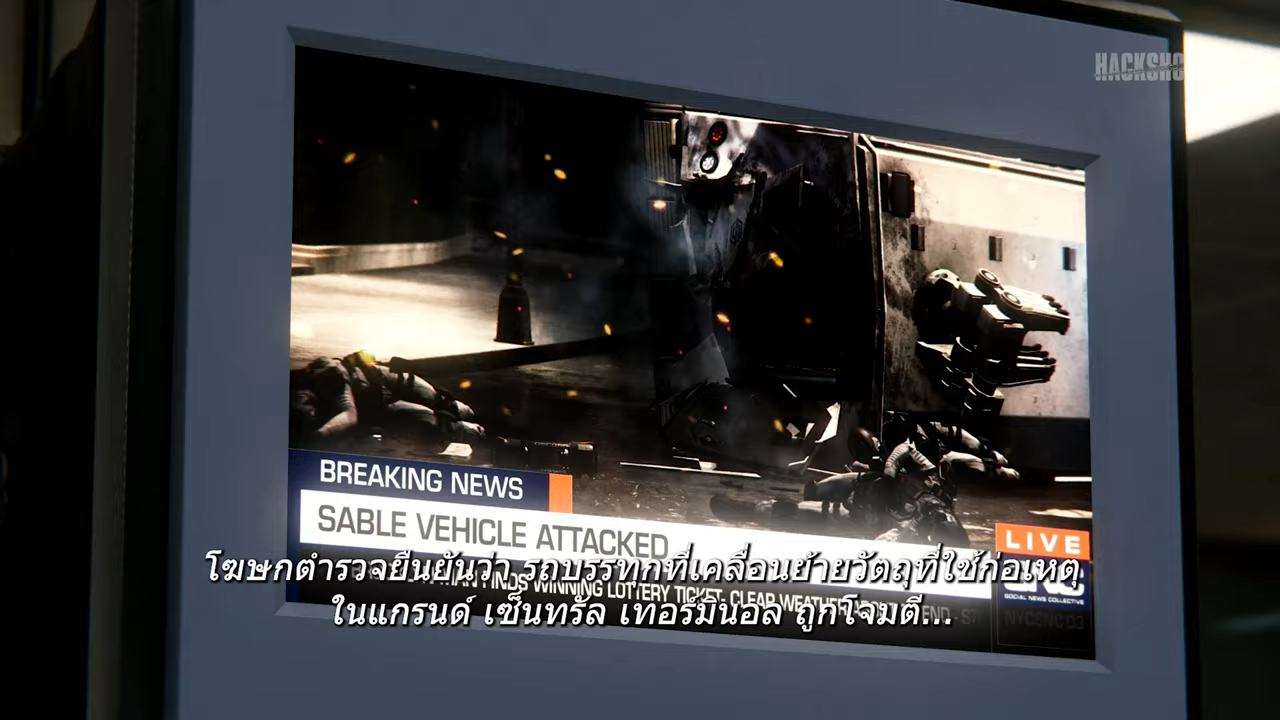 HACKSHO
BREAKING NEWS
SABLE VEHICLE ATTACKED
LIVE
โฆษกตำรวจยืนยันว่า รถบรรทุกที่เคลื่อนย้ายวัตถุที่ใช้ก่อเหตุ
FINDS WINNING LOTTERY TICKET; CLEAR WEATHER
SOCIAL NEWS COLLECTIVE
ในแกรนด์ เซ็นทรัล เทอร์มินอล ถูกโจมตี...